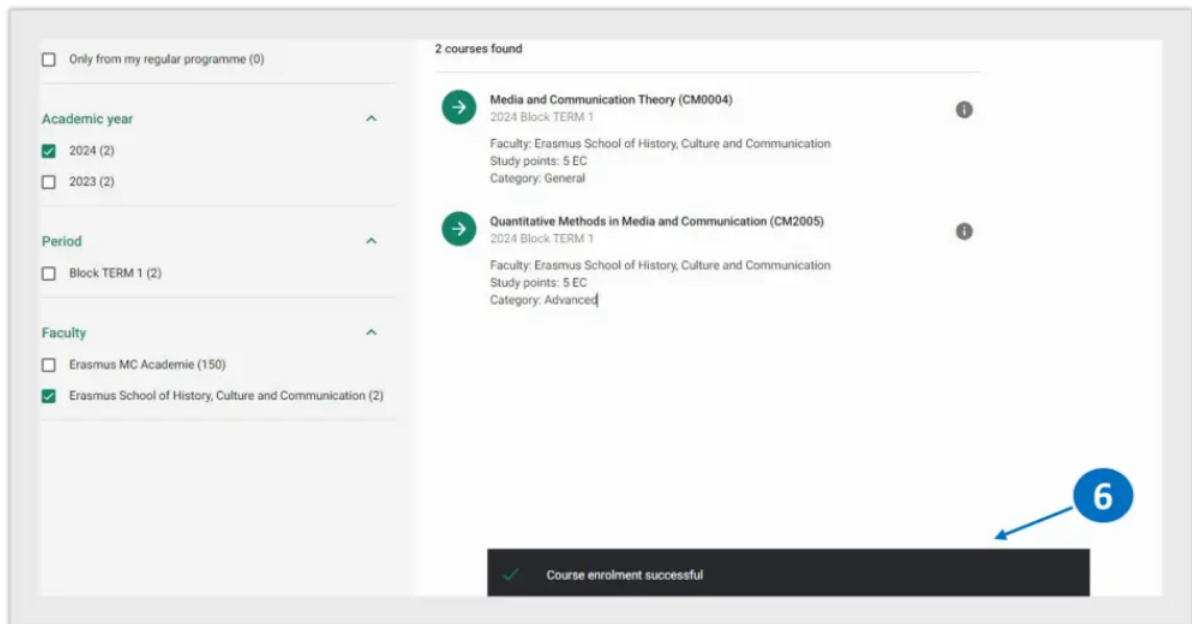 Only from my regular programme (0)
Academic year
2024 (2)
2023 (2)
Period
Block TERM 1 (2)
Faculty
Erasmus MC Academie (150)
Erasmus School of History, Culture and Communication (2)
2 courses found
Media and Communication Theory (CM0004)
2024 Block TERM 1
Faculty: Erasmus School of History, Culture and Communication
Study points: 5 EC
Category: General
Quantitative Methods in Media and Communication (CM2005)
2024 Block TERM 1
Faculty: Erasmus School of History, Culture and Communication
Study points: 5 EC
Category: Advanced
6
Course enrolment successful